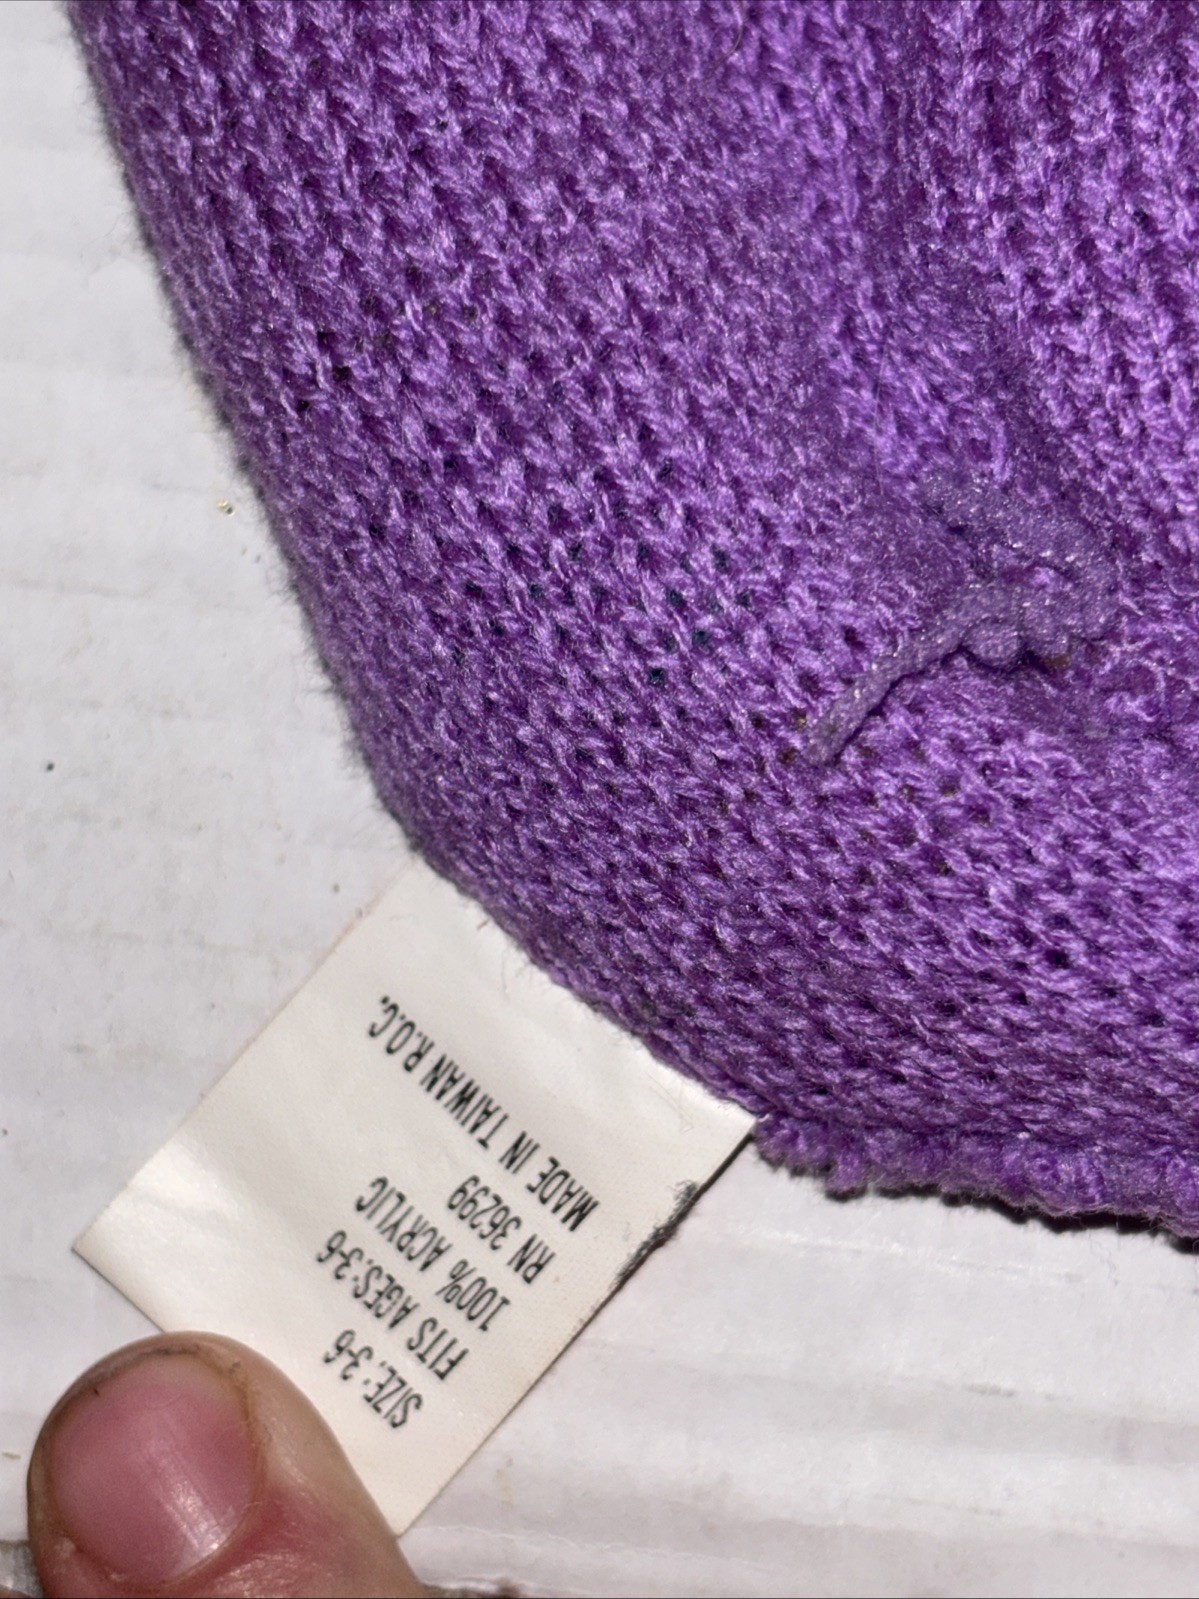 SIZE: 3-6
FITS AGES: 3-6
100% ACRYLIC
RN 36299
MADE IN TAIWAN R.O.C.